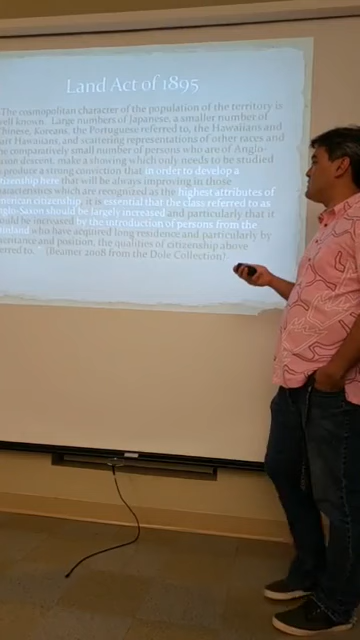 Land Act of 1895
The cosmopolitan character of the population of the territory is
well known. Large numbers of Japanese, a smaller number of
Chinese, Koreans, the Portuguese referred to, the Hawaiians and
part Hawaiians, and scattering representations of other races and
the comparatively small number of persons who are of Anglo-
descent, make a showing which only needs to be studied
produce a strong conviction that in order to develop a
citizenship here that will be always improving in those
characteristics which are recognized as the highest attributes of
American citizenship, it is essential that the class referred to as
Anglo-Saxon should be largely increased and particularly that it
should be increased by the introduction of persons from the
mainland who have acquired long residence and particularly by
and position, the qualities of citizenship above
referred to. (Beamer 2008 from the Dole Collection)